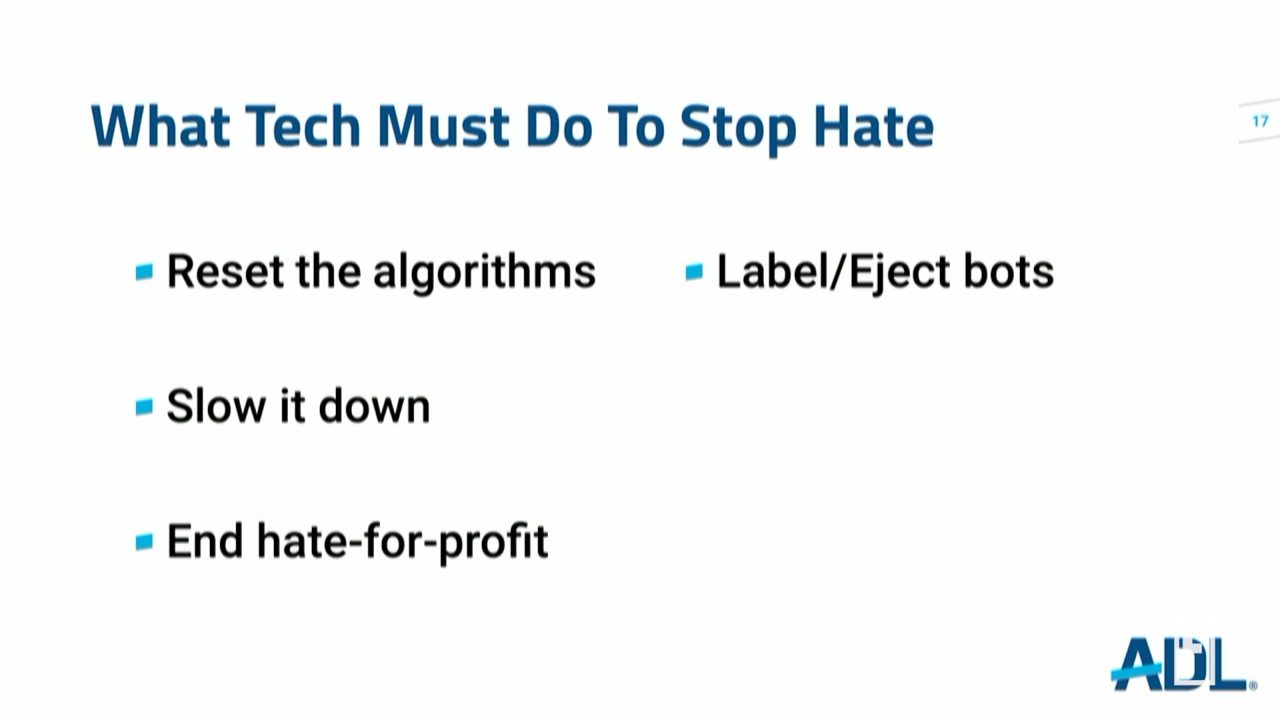 What Tech Must Do To Stop Hate
17
Reset the algorithms
Slow it down
End hate-for-profit
Label/Eject bots
ADL®